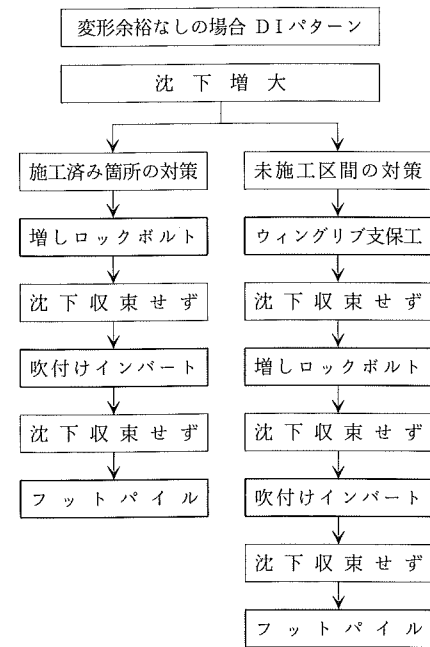 変形余裕なしの場合 DIパターン
沈下増大
施工済み箇所の対策
増しロックボルト
沈下収束せず
吹付けインバート
沈下収束せず
フットパイル
未施工区間の対策
ウィングリブ支保工
沈下収束せず
増しロックボルト
沈下収束せず
吹付けインバート
沈下収束せず
フットパイル